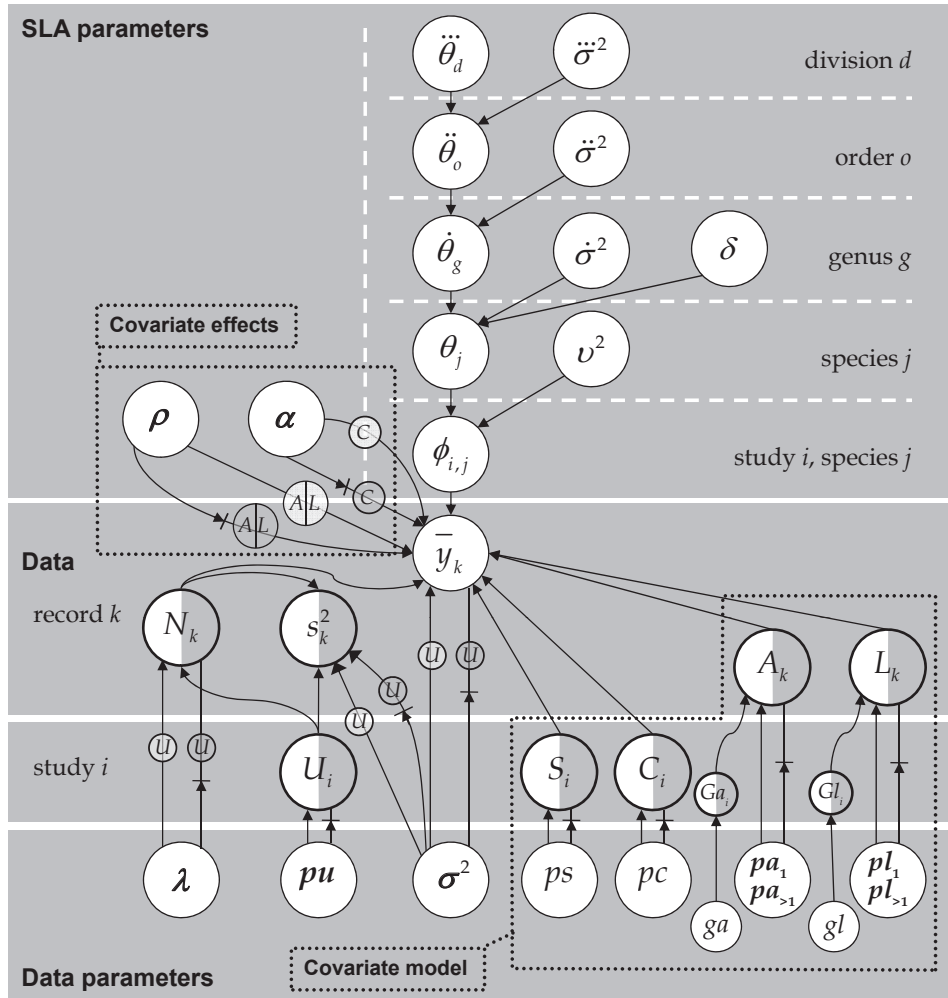 SLA parameters
θ⃛_d
σ⃛²
division d
θ̈_o
σ̈²
order o
θ̇_g
σ̇²
δ
genus g
Covariate effects
θ_j
υ²
species j
ρ
α
C
ϕ_{i,j}
study i, species j
C
A L
A L
ȳ_k
Data
record k
N_k
s²_k
U
U
U
U
A_k
L_k
study i
U
U
U_i
S_i
C_i
Ga_i
Gl_i
λ
pu
σ²
ps
pc
ga
pa_1
pa_{>1}
gl
pl_1
pl_{>1}
Covariate model
Data parameters